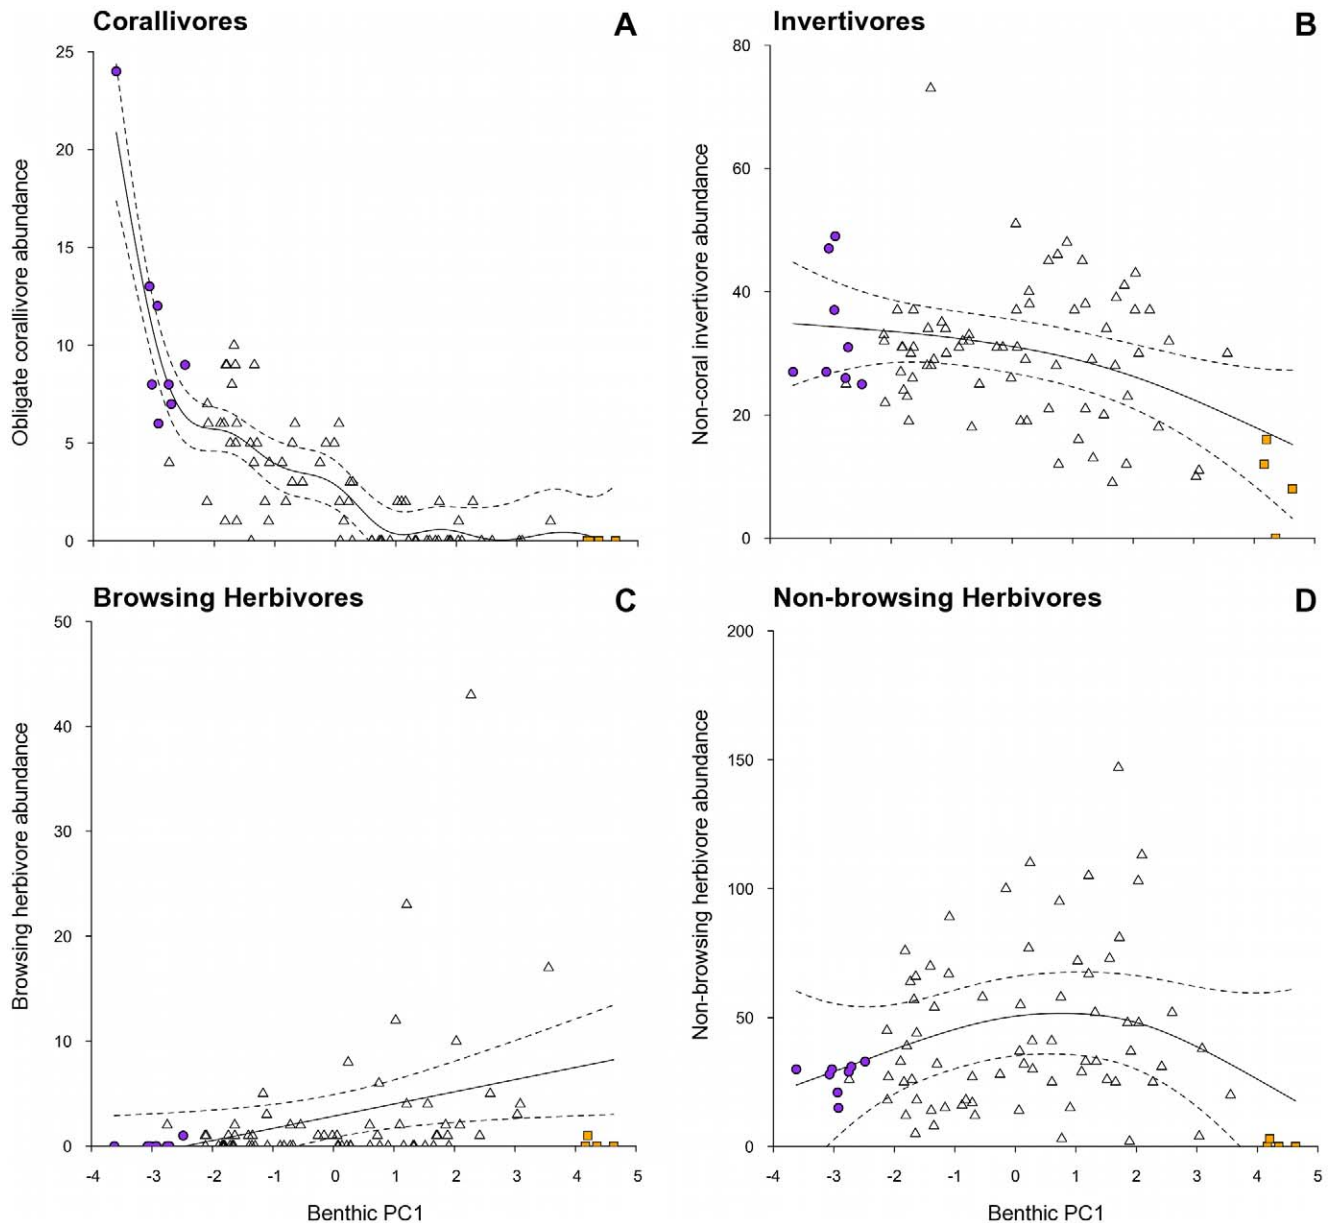 Corallivores A
Obligate corallivore abundance
25
20
15
10
5
0
Invertivores B
Non-coral invertivore abundance
80
60
40
20
0
Browsing Herbivores C
Browsing herbivore abundance
50
40
30
20
10
0
-4 -3 -2 -1 0 1 2 3 4 5
Benthic PC1
Non-browsing Herbivores D
Non-browsing herbivore abundance
200
150
100
50
0
-4 -3 -2 -1 0 1 2 3 4 5
Benthic PC1